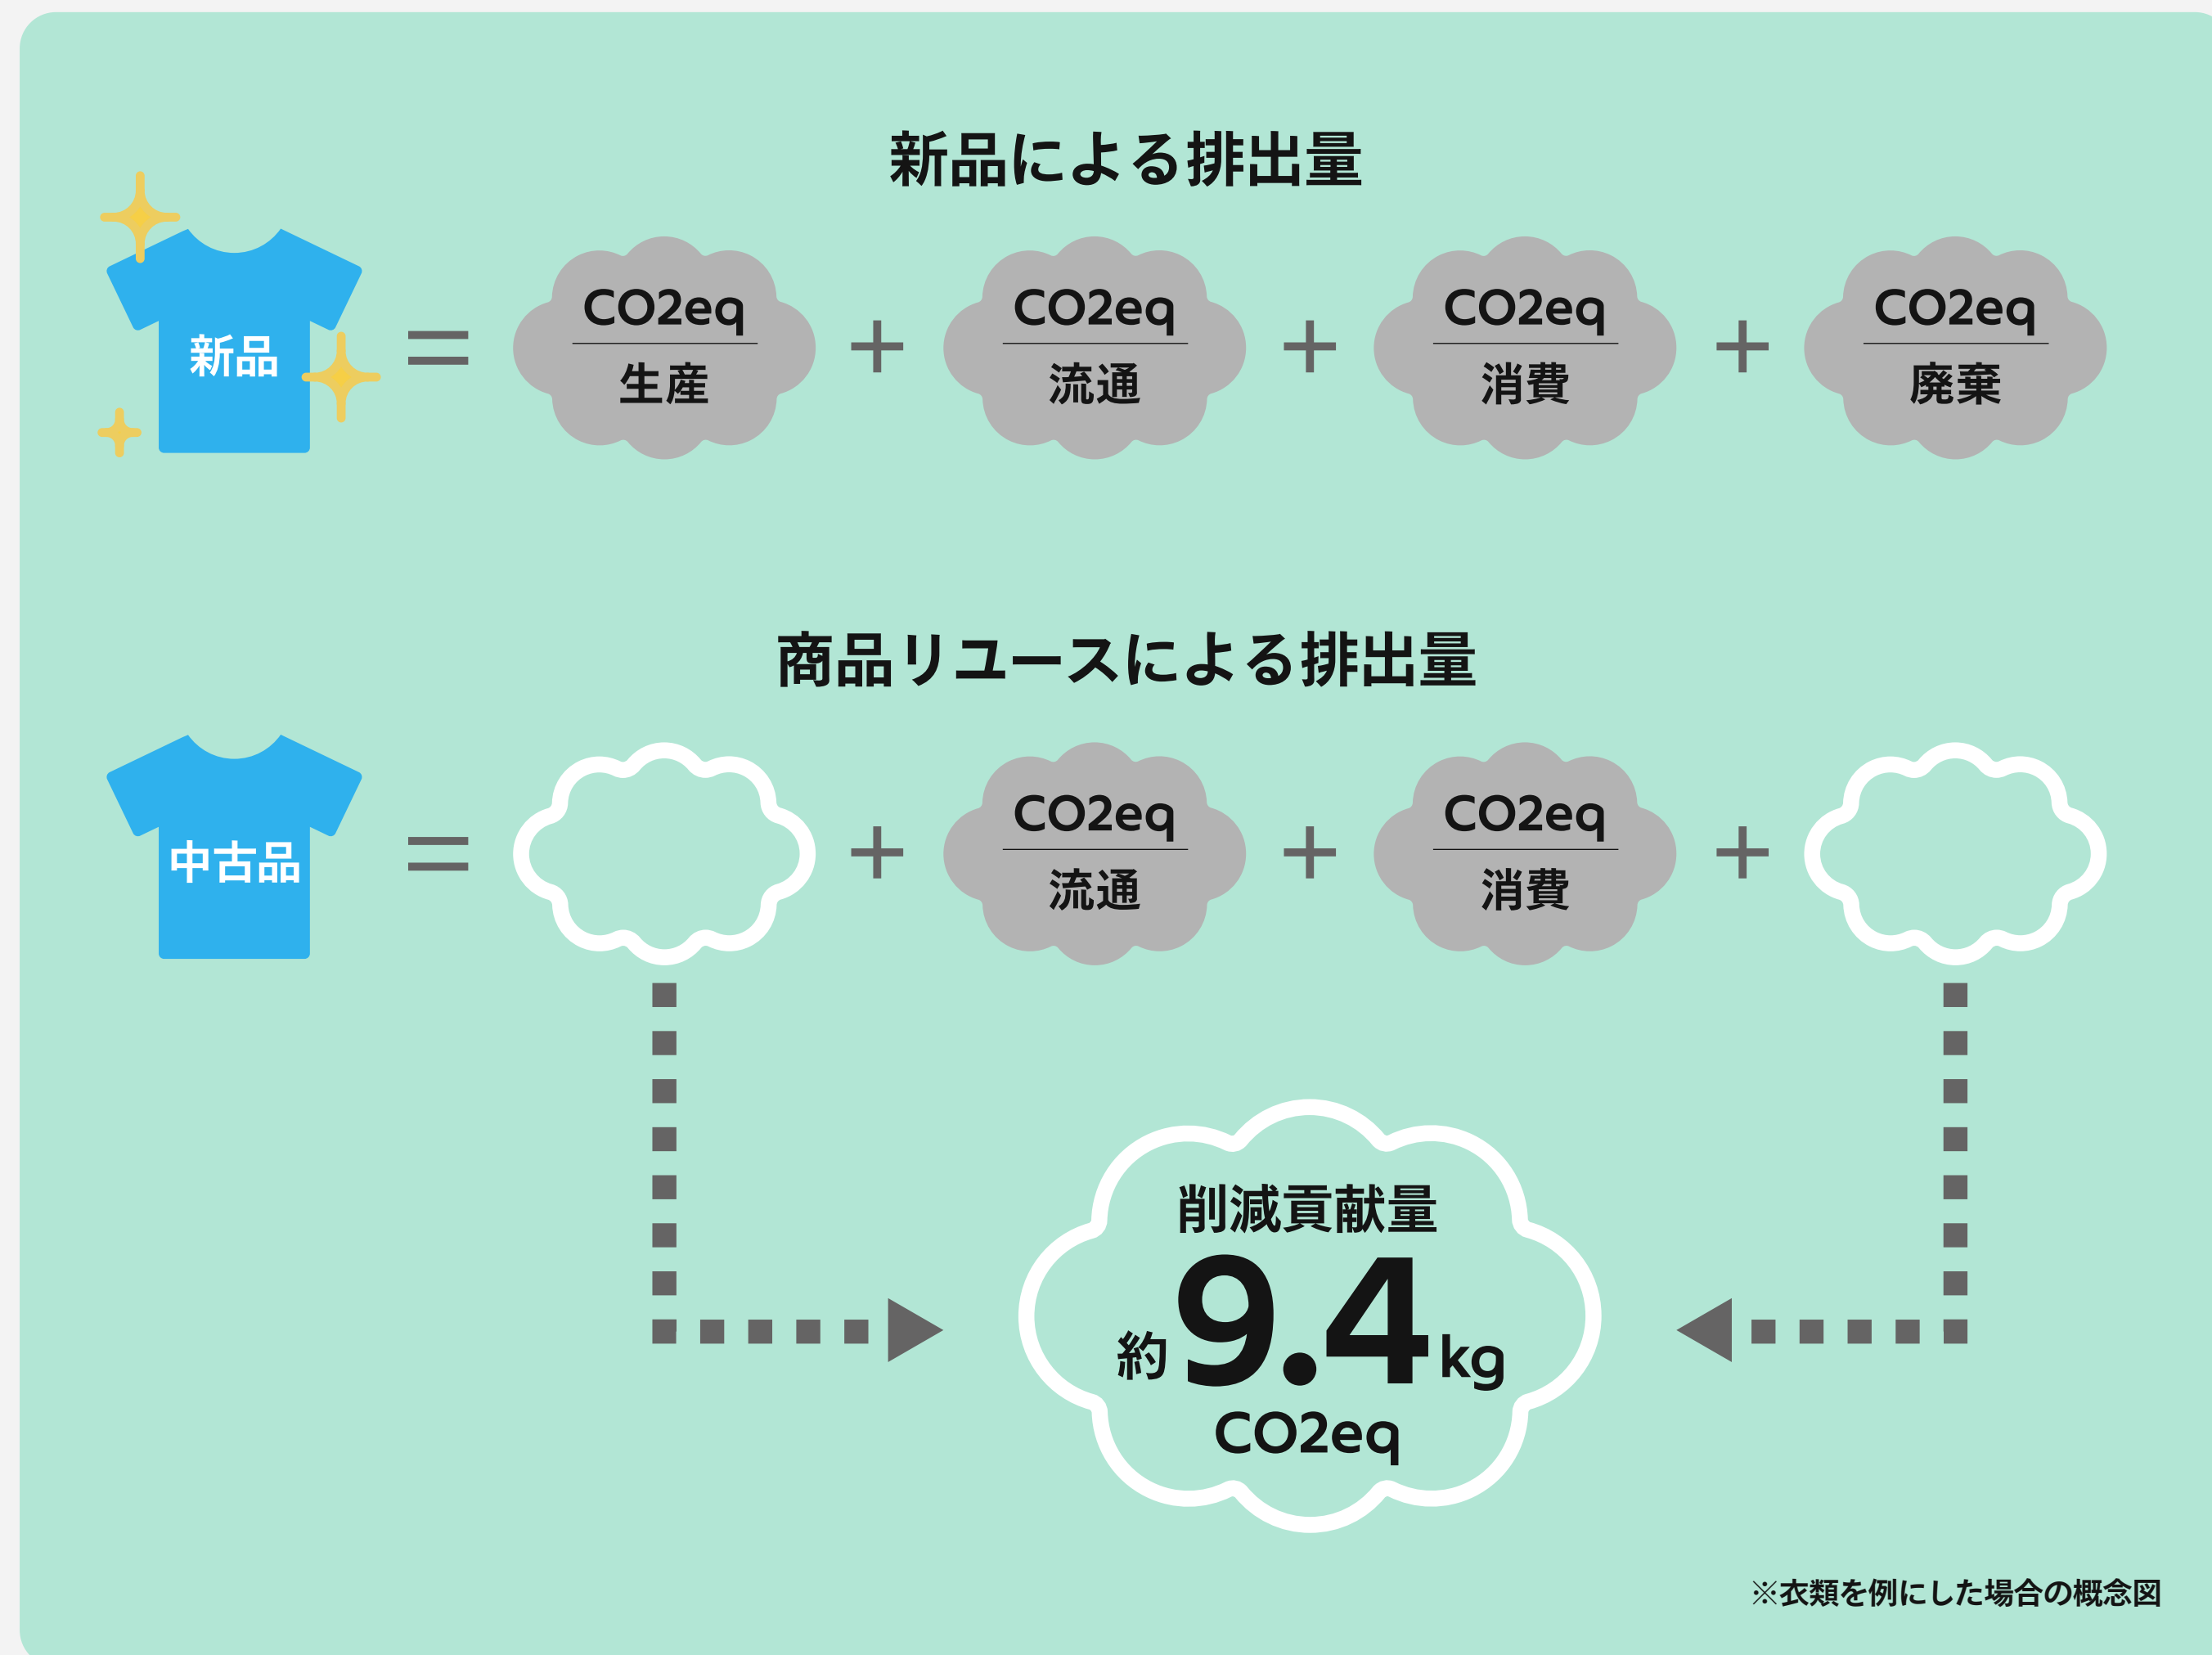 新品による排出量
新品
=
CO2eq
生産
+
CO2eq
流通
+
CO2eq
消費
+
CO2eq
廃棄
商品リユースによる排出量
中古品
=
+
CO2eq
流通
+
CO2eq
消費
+
削減貢献量
約9.4kg
CO2eq
※衣類を例にした場合の概念図